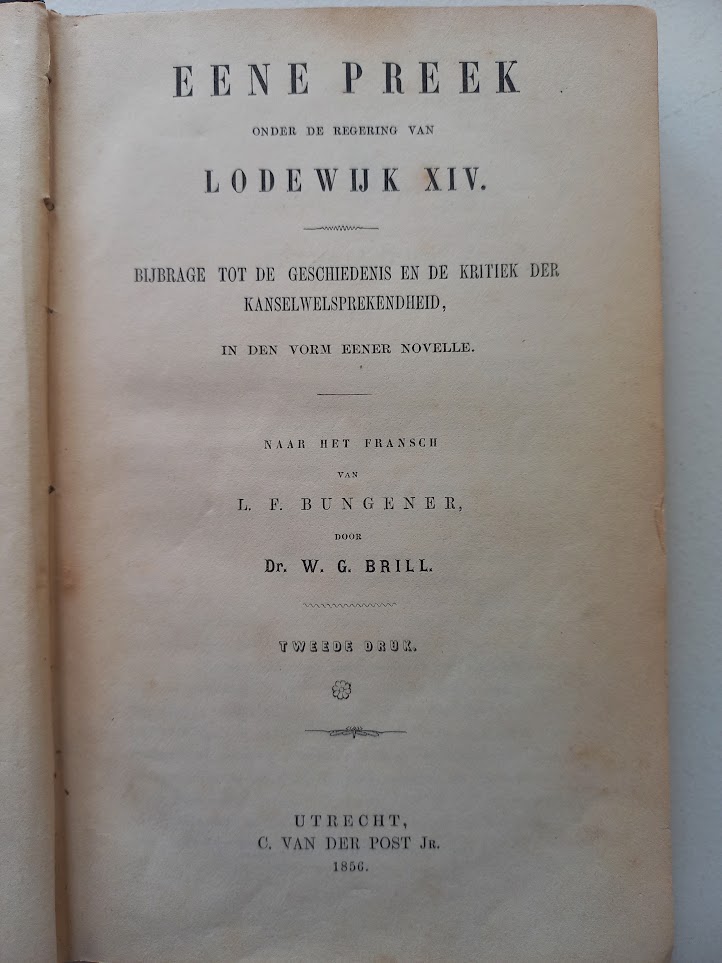 EENE PREEK
ONDER DE REGERING VAN
LODEWIJK XIV.
BIJBRAGE TOT DE GESCHIEDENIS EN DE KRITIEK DER
KANSELWELSPREKENDHEID,
IN DEN VORM EENER NOVELLE.
NAAR HET FRANSCH
VAN
L. F. BUNGENER,
DOOR
Dr. W. G. BRILL.
TWEEDE DRUK.
UTRECHT,
C. VAN DER POST JR.
1856.